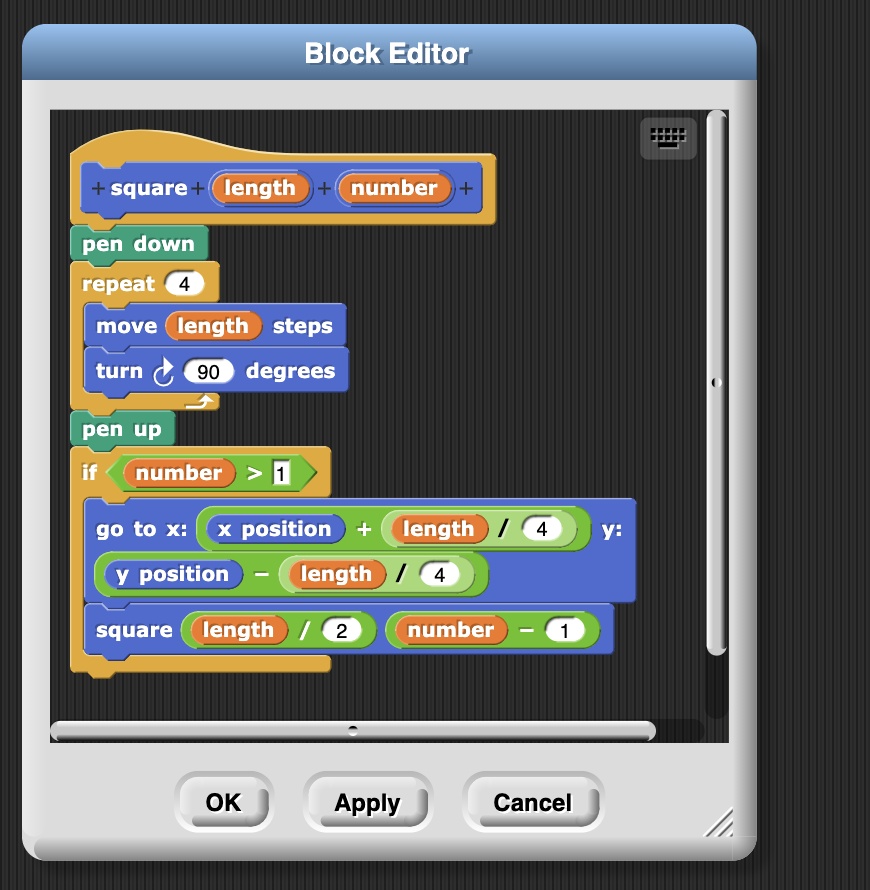 Block Editor
+ square + length + number +
pen down
repeat 4
move length steps
turn 90 degrees
pen up
if number > 1
go to x: x position + length / 4 y:
y position − length / 4
square length / 2 number − 1
OK Apply Cancel